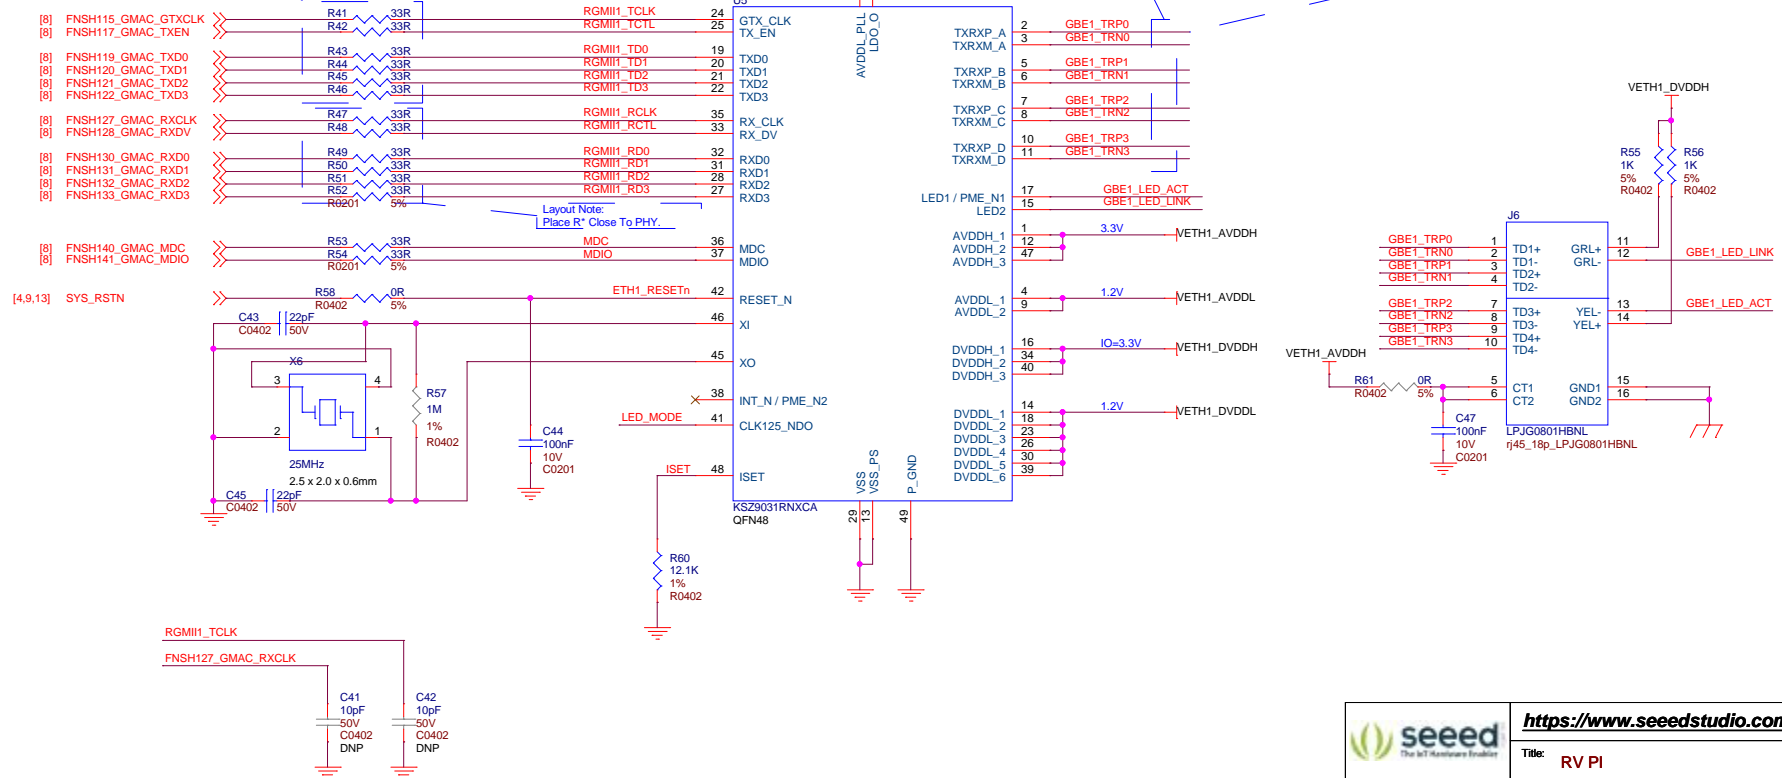 U5
[8] FNSH115_GMAC_GTXCLK R41 33R RGMII1_TCLK 24 GTX_CLK
[8] FNSH117_GMAC_TXEN R42 33R RGMII1_TCTL 25 TX_EN
[8] FNSH119_GMAC_TXD0 R43 33R RGMII1_TD0 19 TXD0
[8] FNSH120_GMAC_TXD1 R44 33R RGMII1_TD1 20 TXD1
[8] FNSH121_GMAC_TXD2 R45 33R RGMII1_TD2 21 TXD2
[8] FNSH122_GMAC_TXD3 R46 33R RGMII1_TD3 22 TXD3
[8] FNSH127_GMAC_RXCLK R47 33R RGMII1_RCLK 35 RX_CLK
[8] FNSH128_GMAC_RXDV R48 33R RGMII1_RCTL 33 RX_DV
[8] FNSH130_GMAC_RXD0 R49 33R RGMII1_RD0 32 RXD0
[8] FNSH131_GMAC_RXD1 R50 33R RGMII1_RD1 31 RXD1
[8] FNSH132_GMAC_RXD2 R51 33R RGMII1_RD2 28 RXD2
[8] FNSH133_GMAC_RXD3 R52 33R RGMII1_RD3 27 RXD3
R0201 5%
Layout Note:
Place R* Close To PHY.
[8] FNSH140_GMAC_MDC R53 33R MDC 36 MDC
[8] FNSH141_GMAC_MDIO R54 33R MDIO 37 MDIO
R0201 5%
[4,9,13] SYS_RSTN R58 0R ETH1_RESETn 42 RESET_N
R0402 5%
C43 22pF 46 XI
C0402 50V
X6 45 XO
3 4
2 1
25MHz
2.5 x 2.0 x 0.6mm
C45 22pF
C0402 50V
R57
1M
1%
R0402
38 INT_N / PME_N2
LED_MODE 41 CLK125_NDO
C44
100nF
10V
C0201
ISET 48 ISET
R60
12.1K
1%
R0402
AVDDL_PLL
LDO_O
TXRXP_A 2 GBE1_TRP0
TXRXM_A 3 GBE1_TRN0
TXRXP_B 5 GBE1_TRP1
TXRXM_B 6 GBE1_TRN1
TXRXP_C 7 GBE1_TRP2
TXRXM_C 8 GBE1_TRN2
TXRXP_D 10 GBE1_TRP3
TXRXM_D 11 GBE1_TRN3
LED1 / PME_N1 17 GBE1_LED_ACT
LED2 15 GBE1_LED_LINK
AVDDH_1 1 3.3V VETH1_AVDDH
AVDDH_2 12
AVDDH_3 47
AVDDL_1 4 1.2V VETH1_AVDDL
AVDDL_2 9
DVDDH_1 16 IO=3.3V VETH1_DVDDH
DVDDH_2 34
DVDDH_3 40
DVDDL_1 14 1.2V VETH1_DVDDL
DVDDL_2 18
DVDDL_3 23
DVDDL_4 26
DVDDL_5 30
DVDDL_6 39
VSS 29
VSS_PS 13
P_GND 49
KSZ9031RNXCA
QFN48
VETH1_DVDDH
R55
1K
5%
R0402
R56
1K
5%
R0402
J6
GBE1_TRP0 1 TD1+
GBE1_TRN0 2 TD1-
GBE1_TRP1 3 TD2+
GBE1_TRN1 4 TD2-
GBE1_TRP2 7 TD3+
GBE1_TRN2 8 TD3-
GBE1_TRP3 9 TD4+
GBE1_TRN3 10 TD4-
GRL+ 11
GRL- 12 GBE1_LED_LINK
YEL- 13 GBE1_LED_ACT
YEL+ 14
VETH1_AVDDH
R61 0R 5 CT1
R0402 5% 6 CT2
GND1 15
GND2 16
C47
100nF
10V
C0201
LPJG0801HBNL
rj45_18p_LPJG0801HBNL
RGMII1_TCLK
FNSH127_GMAC_RXCLK
C41
10pF
50V
C0402
DNP
C42
10pF
50V
C0402
DNP
seeed
The IoT Hardware Enabler
https://www.seeedstudio.com
Title: RV PI